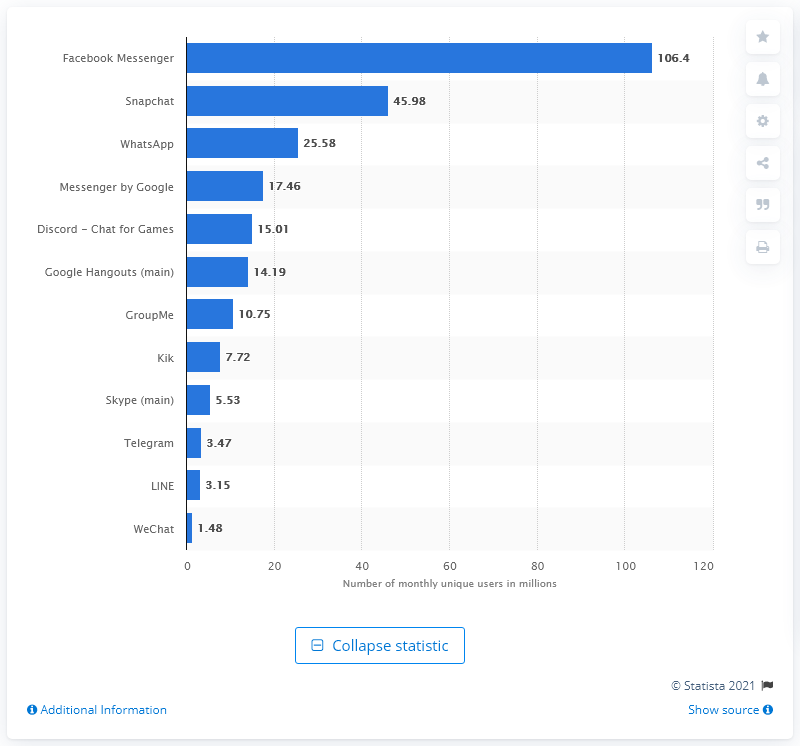 Facebook Messenger 106.4
Snapchat 45.98
WhatsApp 25.58
Messenger by Google 17.46
Discord – Chat for Games 15.01
Google Hangouts (main) 14.19
GroupMe 10.75
Kik 7.72
Skype (main) 5.53
Telegram 3.47
LINE 3.15
WeChat 1.48
0 20 40 60 80 100 120
Number of monthly unique users in millions
Collapse statistic
© Statista 2021
Additional Information Show source